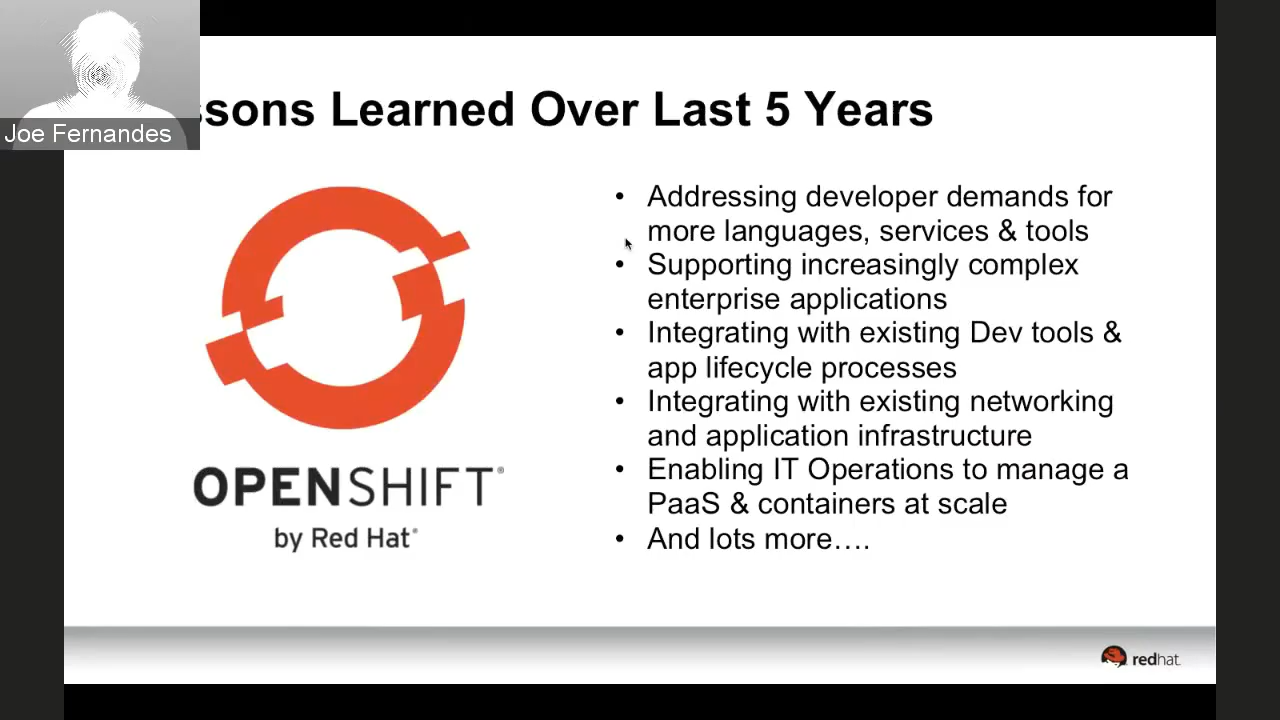 Joe Fernandes
ssons Learned Over Last 5 Years
• Addressing developer demands for
more languages, services & tools
• Supporting increasingly complex
enterprise applications
• Integrating with existing Dev tools &
app lifecycle processes
• Integrating with existing networking
and application infrastructure
• Enabling IT Operations to manage a
PaaS & containers at scale
• And lots more….
OPENSHIFT®
by Red Hat®
redhat.